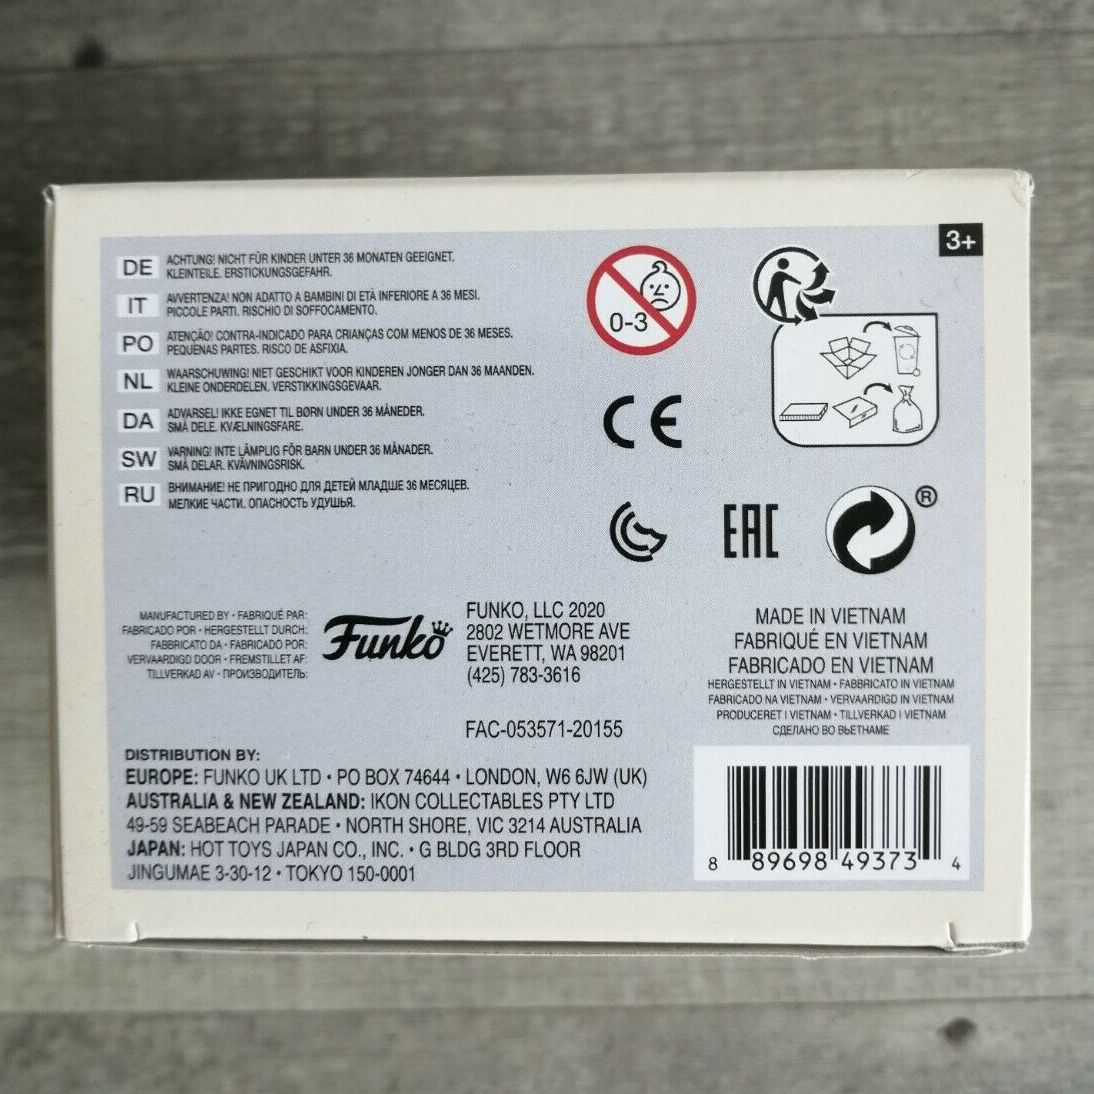 3+
DE
ACHTUNG! NICHT FÜR KINDER UNTER 36 MONATEN GEEIGNET.
KLEINTEILE. ERSTICKUNGSGEFAHR.
IT
AVVERTENZA! NON ADATTO A BAMBINI DI ETÀ INFERIORE A 36 MESI.
PICCOLE PARTI. RISCHIO DI SOFFOCAMENTO.
PO
ATENÇÃO! CONTRA-INDICADO PARA CRIANÇAS COM MENOS DE 36 MESES.
PEQUENAS PARTES. RISCO DE ASFIXIA.
NL
WAARSCHUWING! NIET GESCHIKT VOOR KINDEREN JONGER DAN 36 MAANDEN.
KLEINE ONDERDELEN. VERSTIKKINGSGEVAAR.
DA
ADVARSEL! IKKE EGNET TIL BØRN UNDER 36 MÅNEDER.
SMÅ DELE. KVÆLNINGSFARE.
SW
VARNING! INTE LÄMPLIG FÖR BARN UNDER 36 MÅNADER.
SMÅ DELAR. KVÄVNINGSRISK.
RU
ВНИМАНИЕ! НЕ ПРИГОДНО ДЛЯ ДЕТЕЙ МЛАДШЕ 36 МЕСЯЦЕВ.
МЕЛКИЕ ЧАСТИ. ОПАСНОСТЬ УДУШЬЯ.
0-3
CE
EAC
®
MANUFACTURED BY • FABRIQUÉ PAR:
FABRICADO POR • HERGESTELLT DURCH:
FABBRICATO DA • FABRICADO POR:
VERVAARDIGD DOOR • FREMSTILLET AF:
TILLVERKAD AV • ПРОИЗВОДИТЕЛЬ:
Funko
FUNKO, LLC 2020
2802 WETMORE AVE
EVERETT, WA 98201
(425) 783-3616
FAC-053571-20155
MADE IN VIETNAM
FABRIQUÉ EN VIETNAM
FABRICADO EN VIETNAM
HERGESTELLT IN VIETNAM • FABBRICATO IN VIETNAM
FABRICADO NA VIETNAM • VERVAARDIGD IN VIETNAM
PRODUCERET I VIETNAM • TILLVERKAD I VIETNAM
СДЕЛАНО ВО ВЬЕТНАМЕ
DISTRIBUTION BY:
EUROPE: FUNKO UK LTD • PO BOX 74644 • LONDON, W6 6JW (UK)
AUSTRALIA & NEW ZEALAND: IKON COLLECTABLES PTY LTD
49-59 SEABEACH PARADE • NORTH SHORE, VIC 3214 AUSTRALIA
JAPAN: HOT TOYS JAPAN CO., INC. • G BLDG 3RD FLOOR
JINGUMAE 3-30-12 • TOKYO 150-0001
8 89698 49373 4